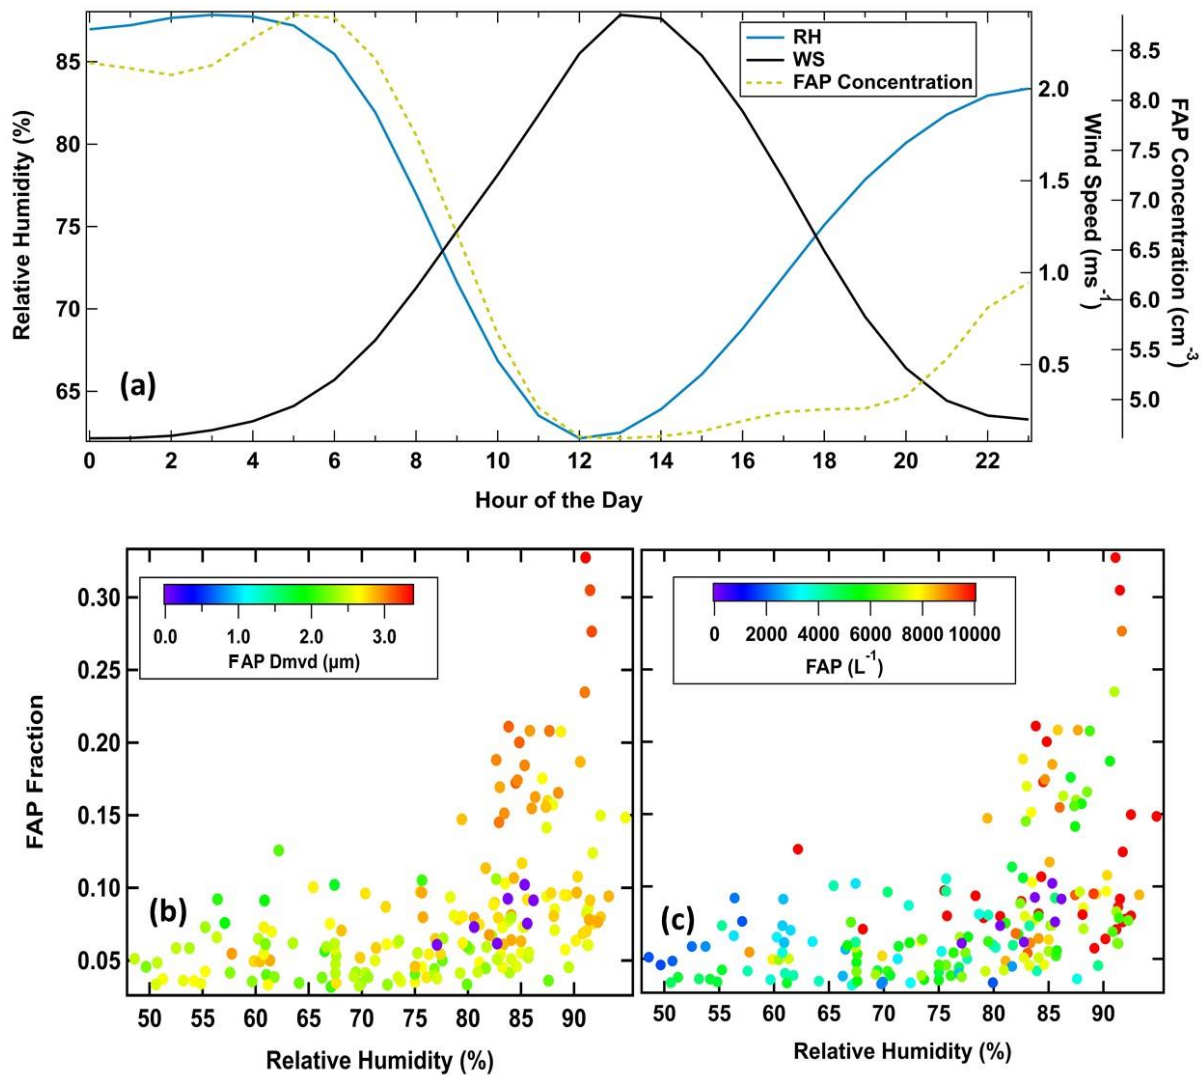 RH
WS
FAP Concentration
85
80
75
70
65
Relative Humidity (%)
2.0
1.5
1.0
0.5
Wind Speed (ms⁻¹)
8.5
8.0
7.5
7.0
6.5
6.0
5.5
5.0
FAP Concentration (cm⁻³)
(a)
0 2 4 6 8 10 12 14 16 18 20 22
Hour of the Day
0.30
0.25
0.20
0.15
0.10
0.05
FAP Fraction
0.0 1.0 2.0 3.0
FAP Dmvd (µm)
(b)
50 55 60 65 70 75 80 85 90
Relative Humidity (%)
0 2000 4000 6000 8000 10000
FAP (L⁻¹)
(c)
50 55 60 65 70 75 80 85 90
Relative Humidity (%)